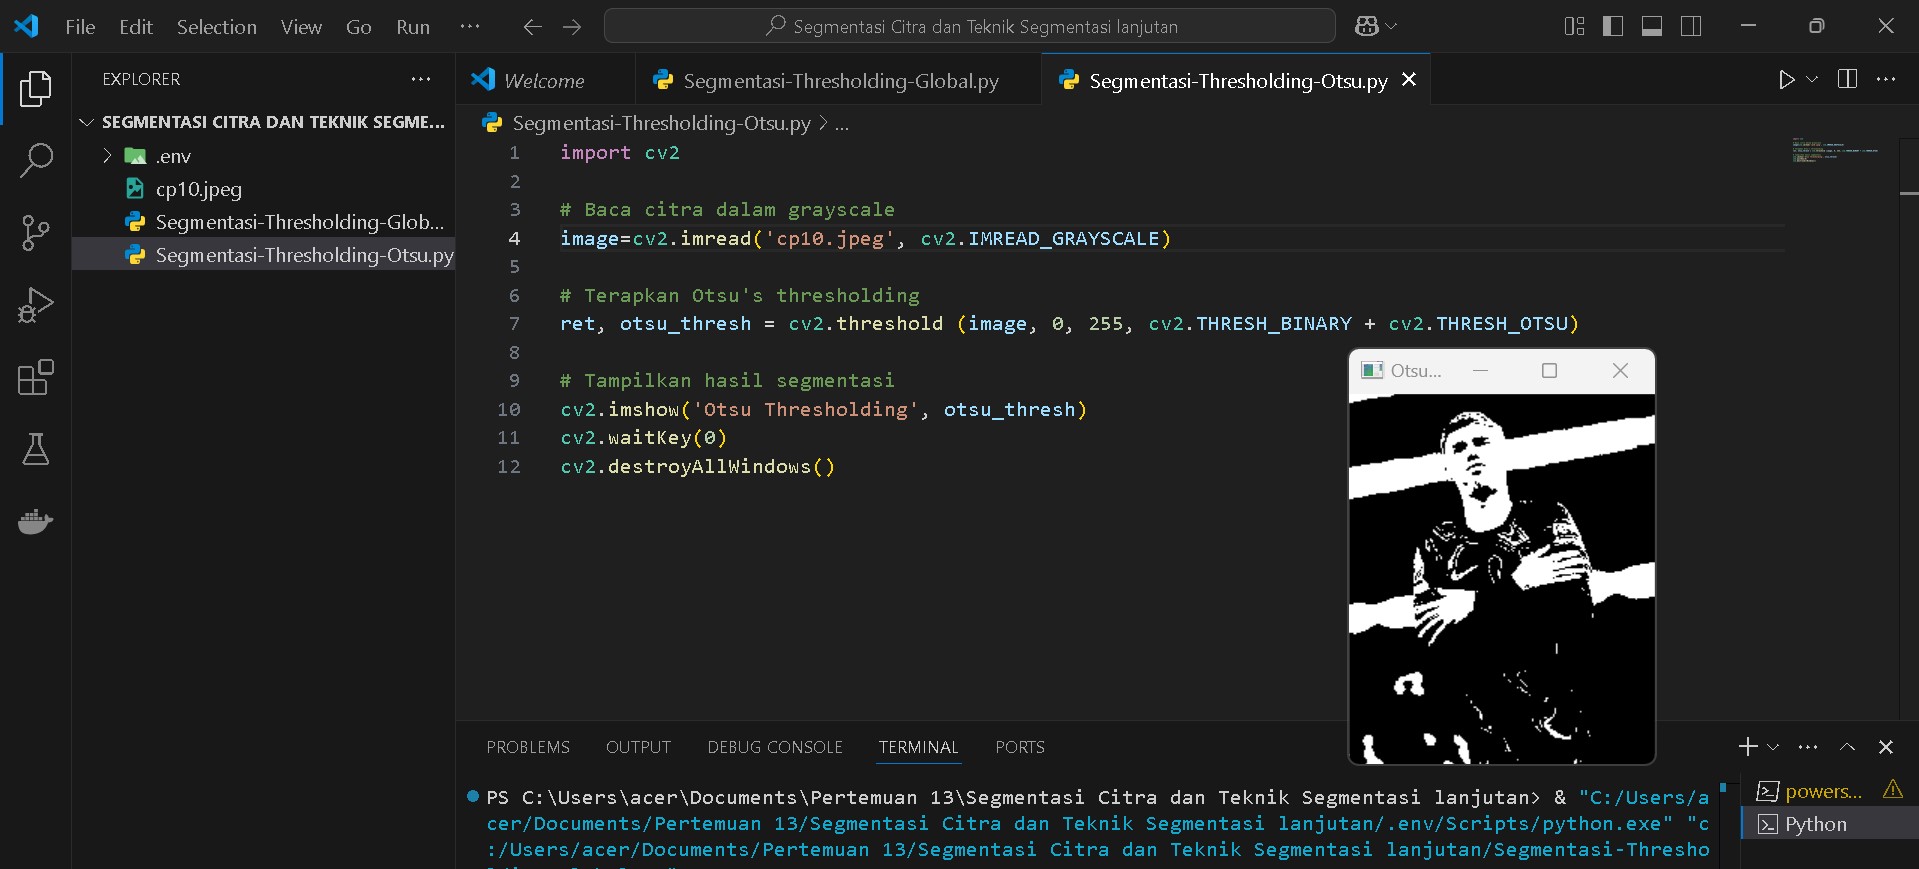 File Edit Selection View Go Run ...
Segmentasi Citra dan Teknik Segmentasi lanjutan
EXPLORER ...
SEGMENTASI CITRA DAN TEKNIK SEGME...
.env
cp10.jpeg
Segmentasi-Thresholding-Glob...
Segmentasi-Thresholding-Otsu.py
Welcome
Segmentasi-Thresholding-Global.py
Segmentasi-Thresholding-Otsu.py
Segmentasi-Thresholding-Otsu.py > ...
1 import cv2
2
3 # Baca citra dalam grayscale
4 image=cv2.imread('cp10.jpeg', cv2.IMREAD_GRAYSCALE)
5
6 # Terapkan Otsu's thresholding
7 ret, otsu_thresh = cv2.threshold (image, 0, 255, cv2.THRESH_BINARY + cv2.THRESH_OTSU)
8
9 # Tampilkan hasil segmentasi
10 cv2.imshow('Otsu Thresholding', otsu_thresh)
11 cv2.waitKey(0)
12 cv2.destroyAllWindows()
Otsu...
PROBLEMS OUTPUT DEBUG CONSOLE TERMINAL PORTS
PS C:\Users\acer\Documents\Pertemuan 13\Segmentasi Citra dan Teknik Segmentasi lanjutan> & "C:/Users/a
cer/Documents/Pertemuan 13/Segmentasi Citra dan Teknik Segmentasi lanjutan/.env/Scripts/python.exe" "c
:/Users/acer/Documents/Pertemuan 13/Segmentasi Citra dan Teknik Segmentasi lanjutan/Segmentasi-Thresho
powers...
Python